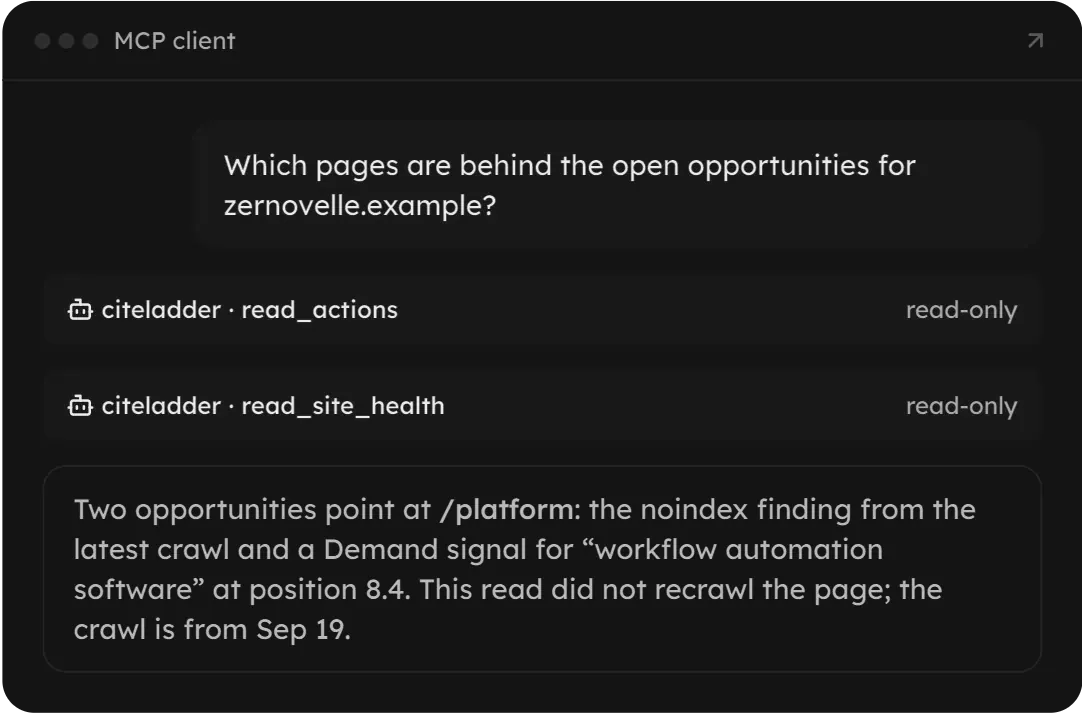 MCP client
Which pages are behind the open opportunities for
zernovelle.example?
citeladder · read_actions
read-only
citeladder · read_site_health
read-only
Two opportunities point at /platform: the noindex finding from the
latest crawl and a Demand signal for “workflow automation
software” at position 8.4. This read did not recrawl the page; the
crawl is from Sep 19.